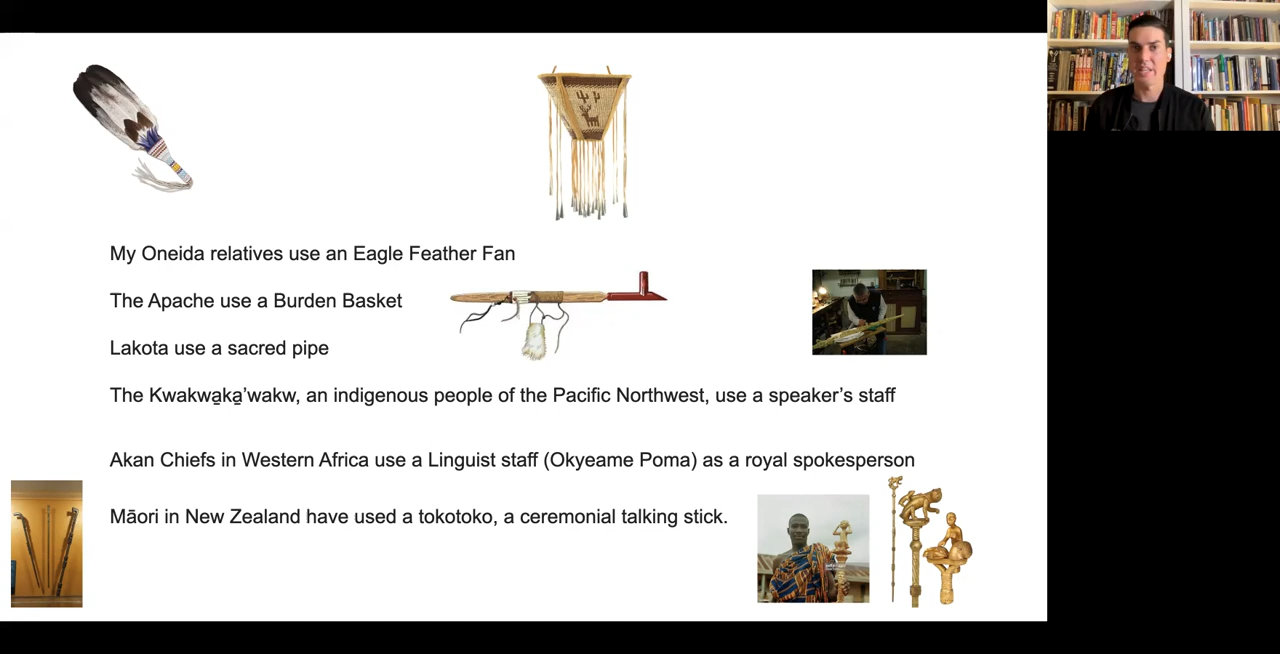 My Oneida relatives use an Eagle Feather Fan
The Apache use a Burden Basket
Lakota use a sacred pipe
The Kwakwa̱ka̱’wakw, an indigenous people of the Pacific Northwest, use a speaker’s staff
Akan Chiefs in Western Africa use a Linguist staff (Okyeame Poma) as a royal spokesperson
Māori in New Zealand have used a tokotoko, a ceremonial talking stick.